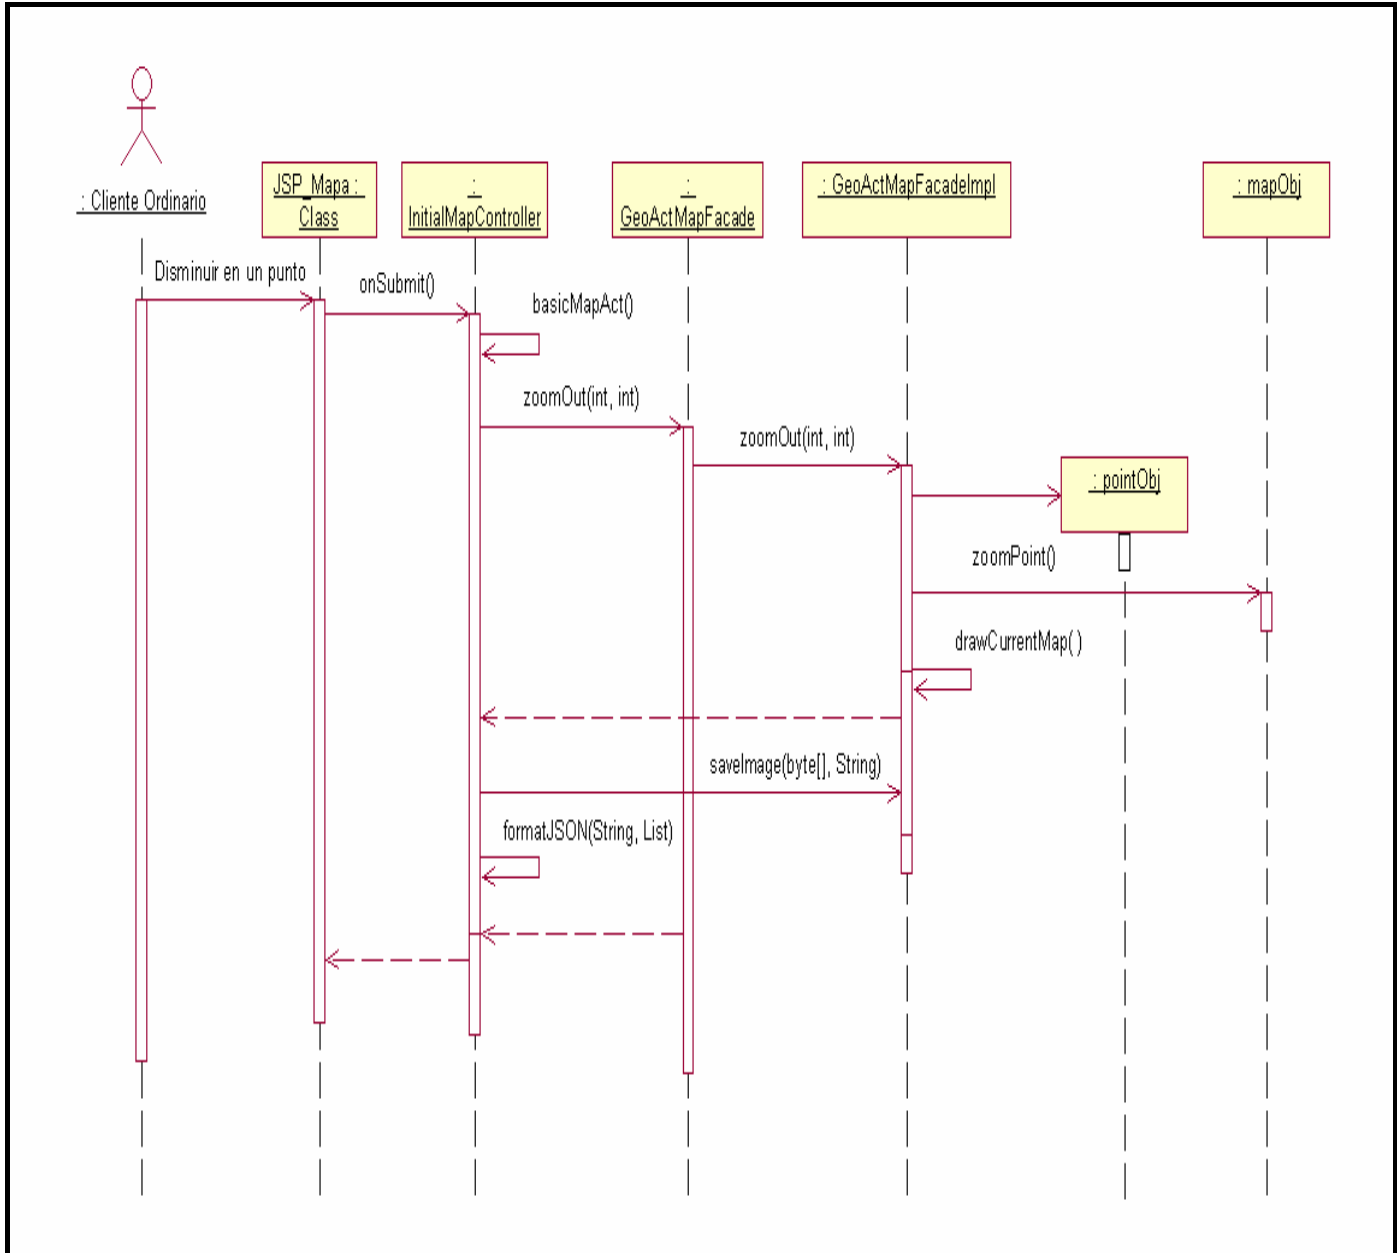 : Cliente Ordinario
JSP_Mapa :
Class
:
InitialMapController
:
GeoActMapFacade
: GeoActMapFacadeImpl
: mapObj
Disminuir en un punto
onSubmit()
basicMapAct()
zoomOut(int, int)
zoomOut(int, int)
: pointObj
zoomPoint()
drawCurrentMap( )
saveImage(byte[], String)
formatJSON(String, List)